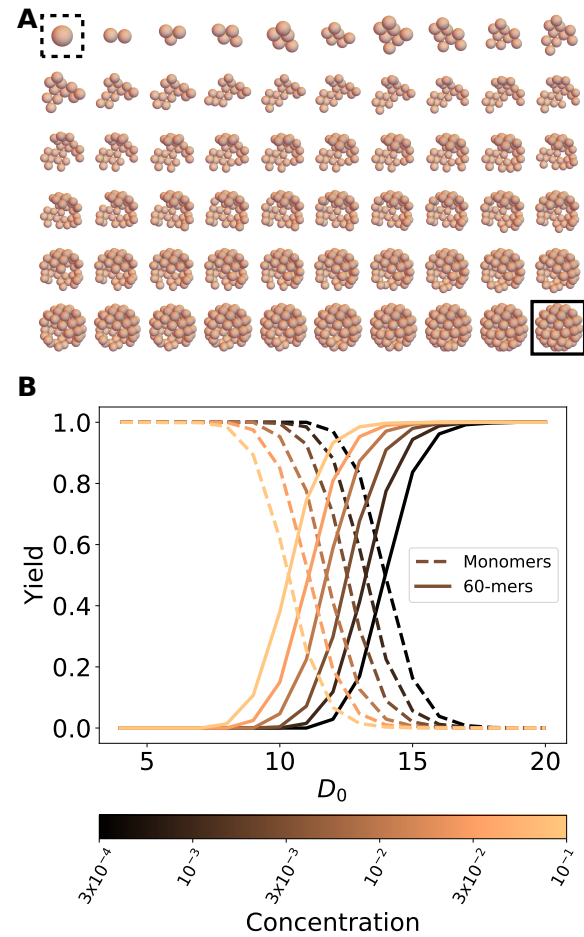 A
B
1.0
0.8
0.6
0.4
0.2
0.0
Yield
Monomers
60-mers
5 10 15 20
D₀
3x10⁻⁴ 10⁻³ 3x10⁻³ 10⁻² 3x10⁻² 10⁻¹
Concentration